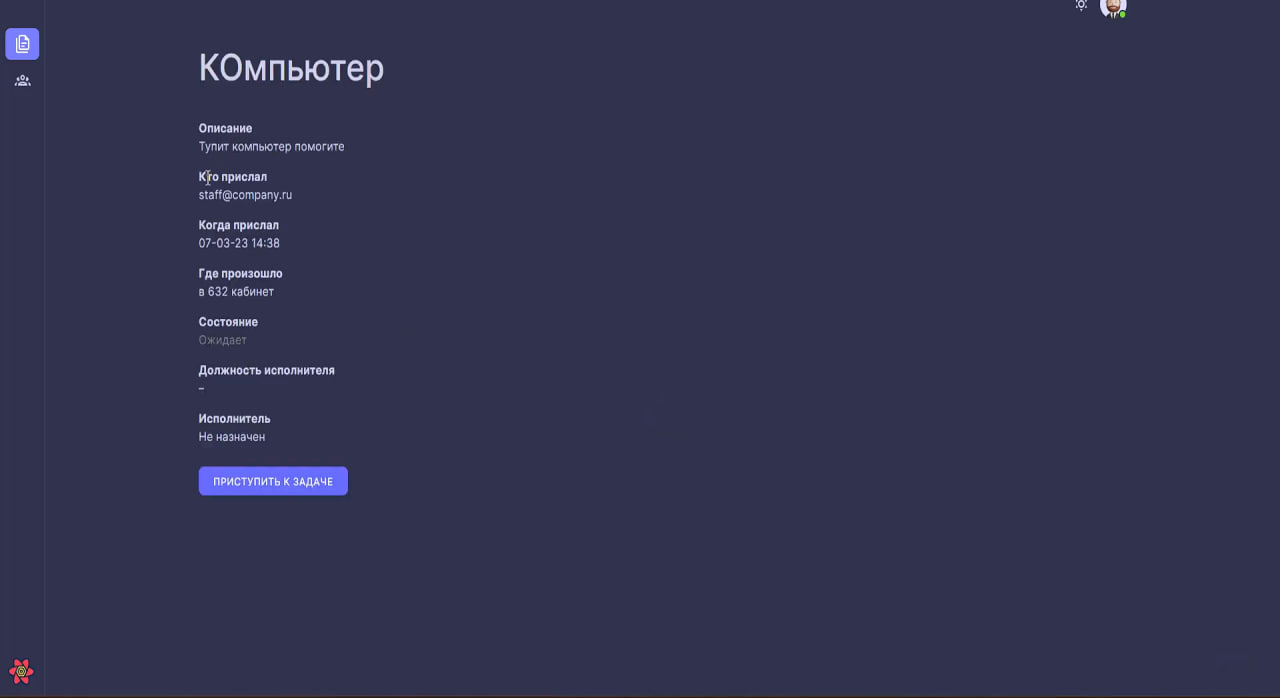 КОмпьютер
Описание
Тупит компьютер помогите
Кто прислал
staff@company.ru
Когда прислал
07-03-23 14:38
Где произошло
в 632 кабинет
Состояние
Ожидает
Должность исполнителя
–
Исполнитель
Не назначен
ПРИСТУПИТЬ К ЗАДАЧЕ